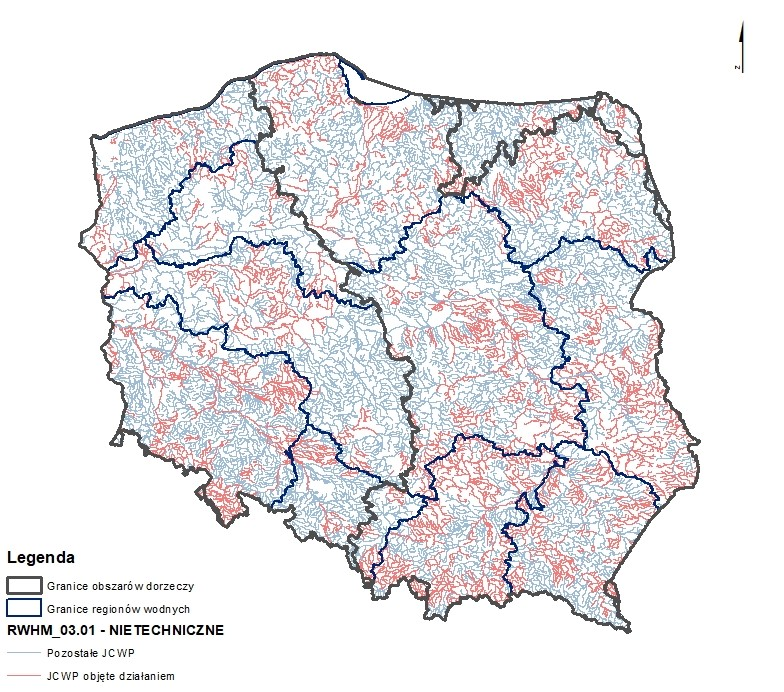 z
Legenda
Granice obszarów dorzeczy
Granice regionów wodnych
RWHM_03.01 - NIETECHNICZNE
Pozostałe JCWP
JCWP objęte działaniem